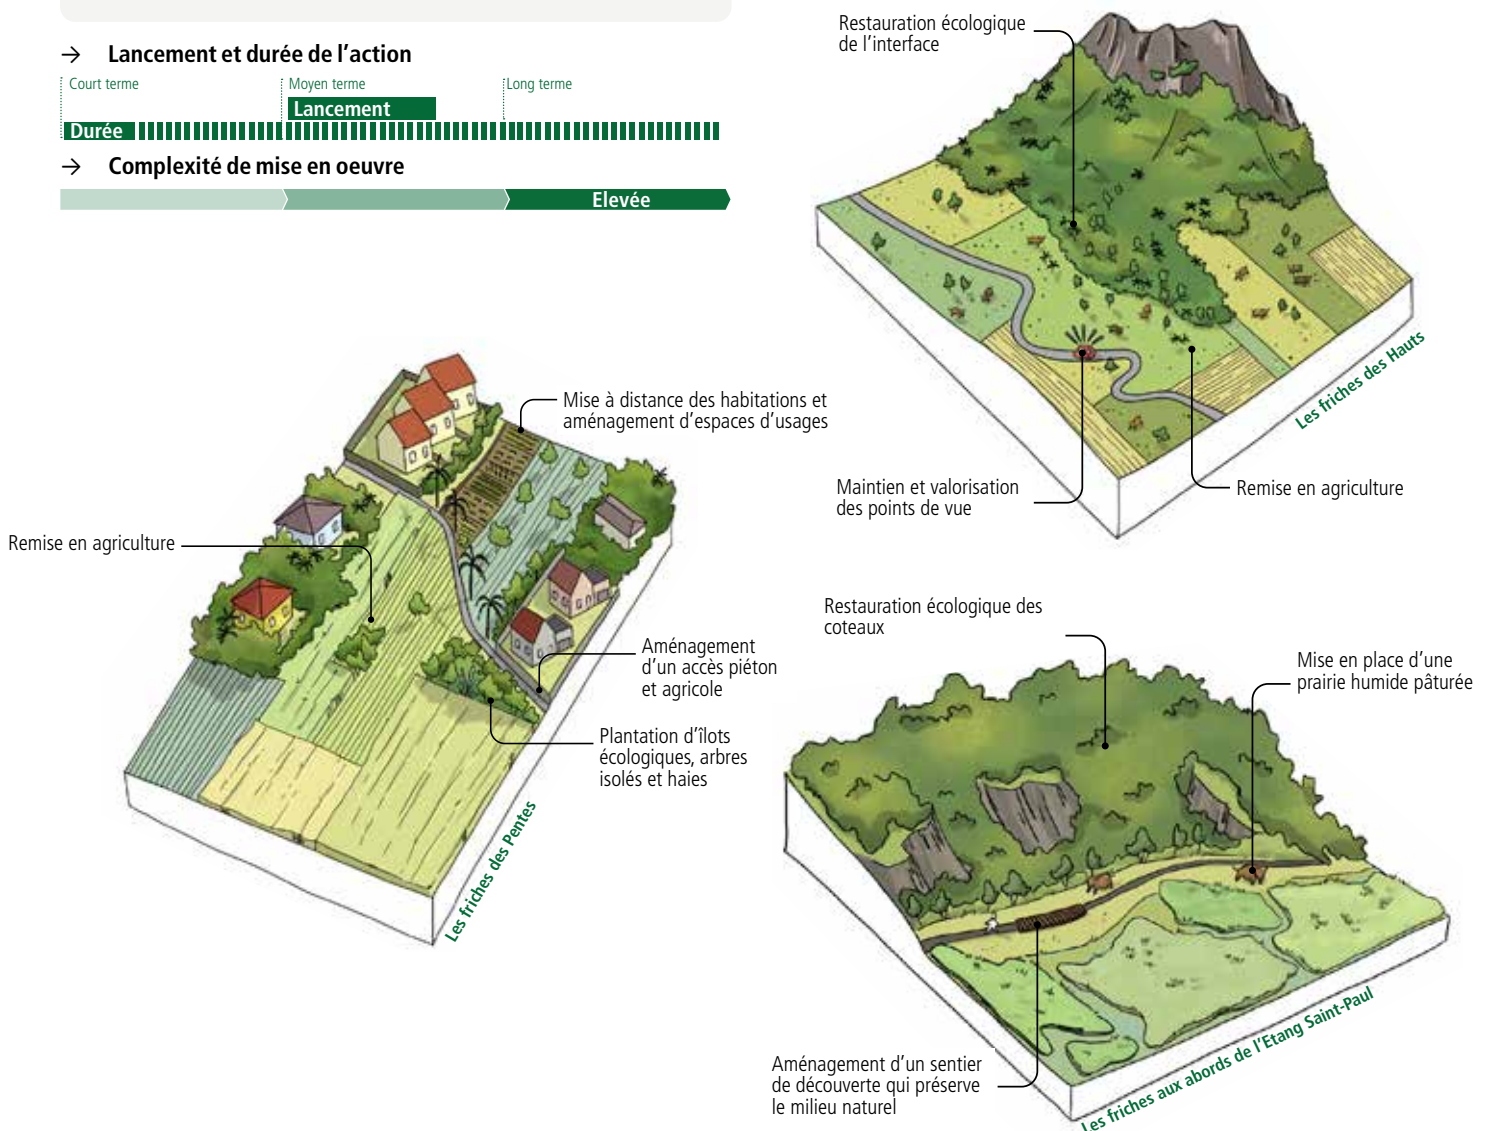 → Lancement et durée de l'action
Court terme
Moyen terme
Long terme
Lancement
Durée
→ Complexité de mise en oeuvre
Elevée
Restauration écologique
de l'interface
Maintien et valorisation
des points de vue
Remise en agriculture
Les friches des Hauts
Mise à distance des habitations et
aménagement d'espaces d'usages
Remise en agriculture
Aménagement
d'un accès piéton
et agricole
Plantation d'îlots
écologiques, arbres
isolés et haies
Les friches des Pentes
Restauration écologique des
coteaux
Mise en place d'une
prairie humide pâturée
Aménagement d'un sentier
de découverte qui préserve
le milieu naturel
Les friches aux abords de l'Etang Saint-Paul